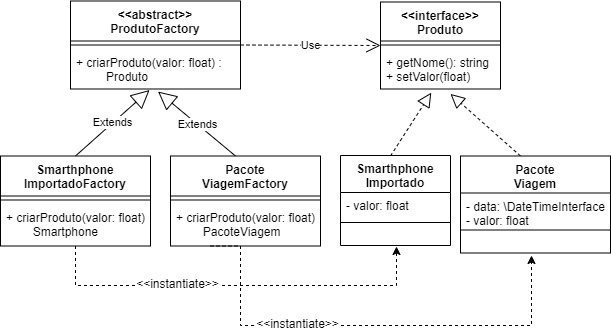 <<abstract>>
ProdutoFactory
+ criarProduto(valor: float) :
Produto
Use
<<interface>>
Produto
+ getNome(): string
+ setValor(float)
Extends
Extends
Smarthphone
ImportadoFactory
+ criarProduto(valor: float)
Smartphone
Pacote
ViagemFactory
+ criarProduto(valor: float)
PacoteViagem
Smarthphone
Importado
- valor: float
Pacote
Viagem
- data: \DateTimeInterface
- valor: float
<<instantiate>>
<<instantiate>>